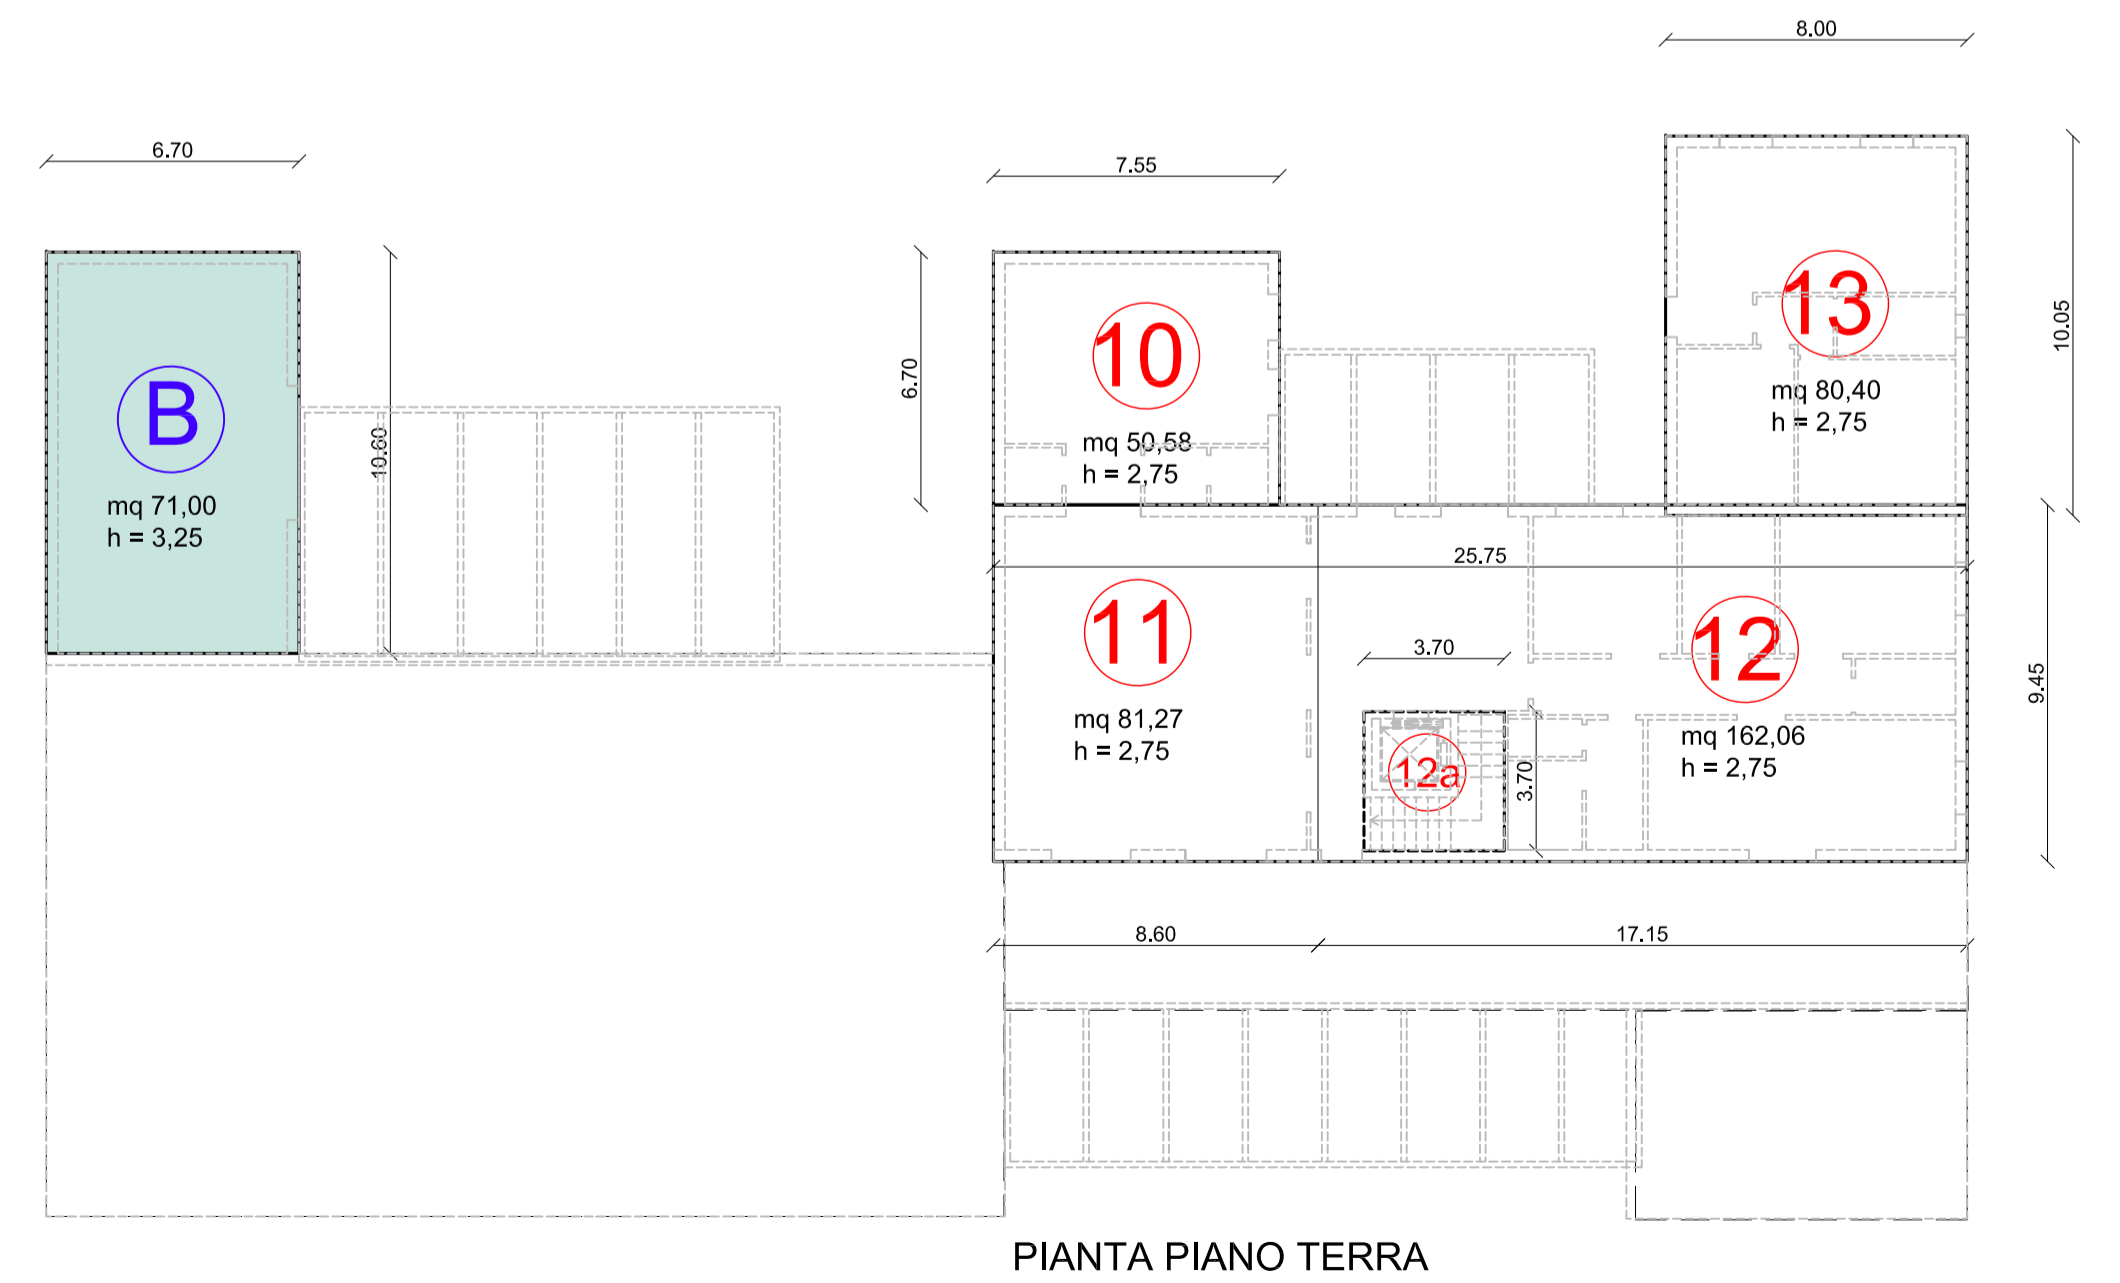 8.00
6.70
7.55
10
13
10.05
6.70
mq 80,40
h = 2,75
B
10.60
mq 50,58
h = 2,75
mq 71,00
h = 3,25
25.75
11
12
3.70
9.45
mq 81,27
h = 2,75
12a
3.70
mq 162,06
h = 2,75
8.60
17.15
PIANTA PIANO TERRA